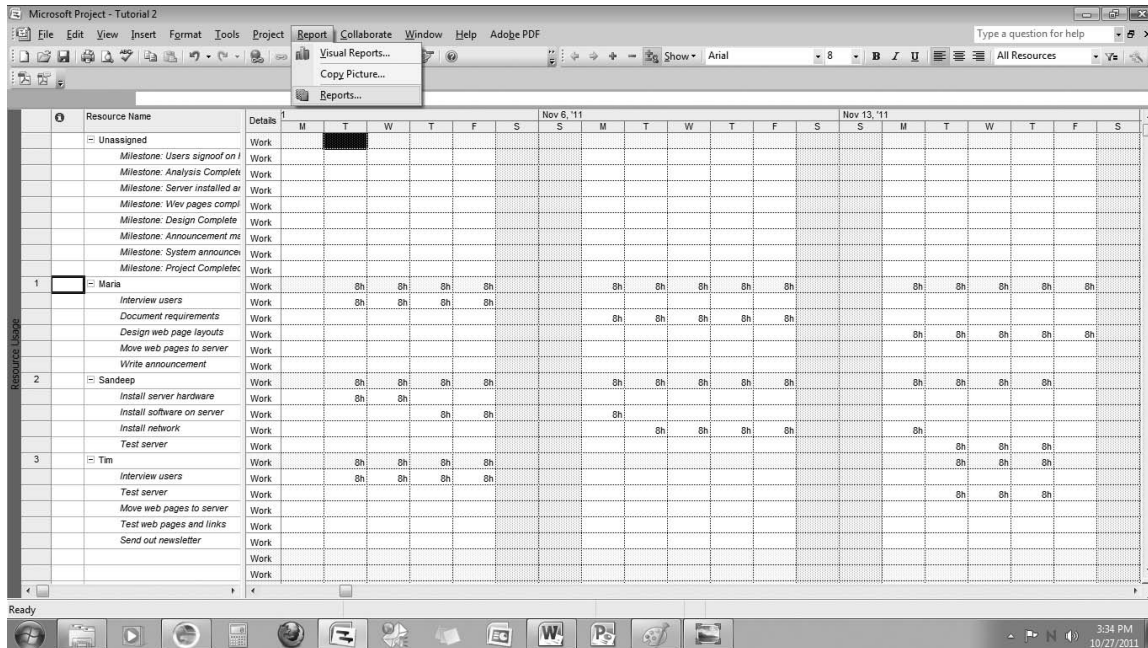 Microsoft Project - Tutorial 2
File Edit View Insert Format Tools Project Report Collaborate Window Help Adobe PDF Type a question for help
Visual Reports...
Copy Picture...
Reports...
Show Arial 8 B I U All Resources
Resource Name Details 1 Nov 6, '11 Nov 13, '11
M T W T F S S M T W T F S S M T W T F S
Unassigned Work
Milestone: Users signoof on Work
Milestone: Analysis Complete Work
Milestone: Server installed ar Work
Milestone: Wev pages compl Work
Milestone: Design Complete Work
Milestone: Announcement ma Work
Milestone: System announce Work
Milestone: Project Completed Work
1 Maria Work 8h 8h 8h 8h 8h 8h 8h 8h 8h 8h 8h 8h 8h 8h
Interview users Work 8h 8h 8h 8h
Document requirements Work 8h 8h 8h 8h 8h
Design web page layouts Work 8h 8h 8h 8h 8h
Move web pages to server Work
Write announcement Work
2 Sandeep Work 8h 8h 8h 8h 8h 8h 8h 8h 8h 8h 8h 8h 8h
Install server hardware Work 8h 8h
Install software on server Work 8h 8h 8h
Install network Work 8h 8h 8h 8h 8h
Test server Work 8h 8h 8h
3 Tim Work 8h 8h 8h 8h 8h 8h 8h
Interview users Work 8h 8h 8h 8h
Test server Work 8h 8h 8h
Move web pages to server Work
Test web pages and links Work
Send out newsletter Work
Work
Work
Resource Usage
Ready
3:34 PM
10/27/2011